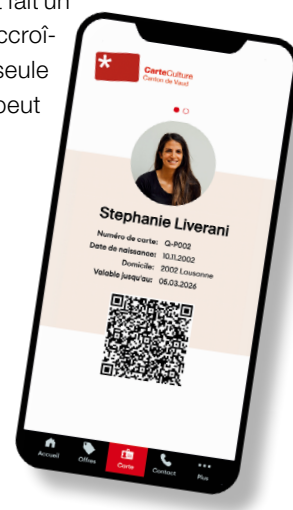 t fait un
accroî-
seule
peut
CarteCulture
Canton de Vaud
Stephanie Liverani
Numéro de carte: Q-P002
Date de naissance: 10.11.2002
Domicile: 2002 Lausanne
Valable jusqu'au: 05.03.2026
Accueil Offres Carte Contact Plus